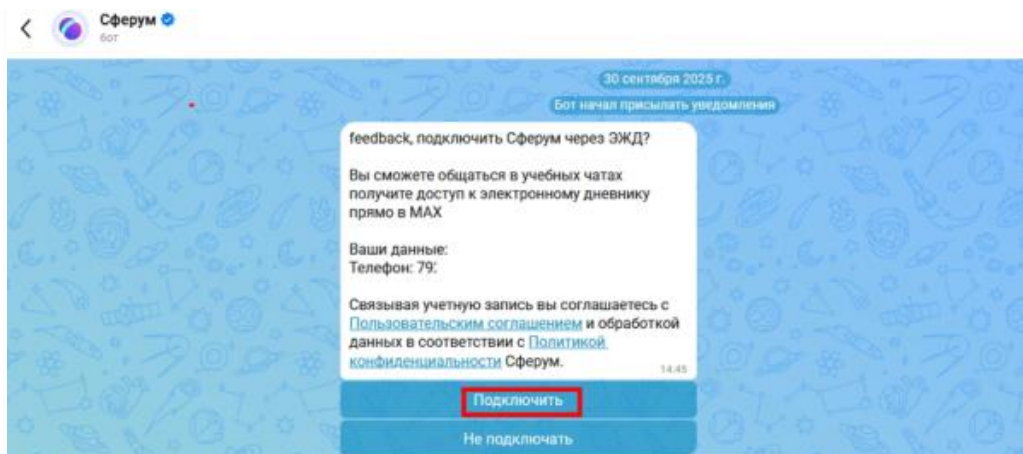 Сферум
бот
30 сентября 2025 г.
Бот начал присылать уведомления
feedback, подключить Сферум через ЭЖД?
Вы сможете общаться в учебных чатах
получите доступ к электронному дневнику
прямо в MAX
Ваши данные:
Телефон: 79
Связывая учетную запись вы соглашаетесь с
Пользовательским соглашением и обработкой
данных в соответствии с Политикой
конфиденциальности Сферум.
14:45
Подключить
Не подключать